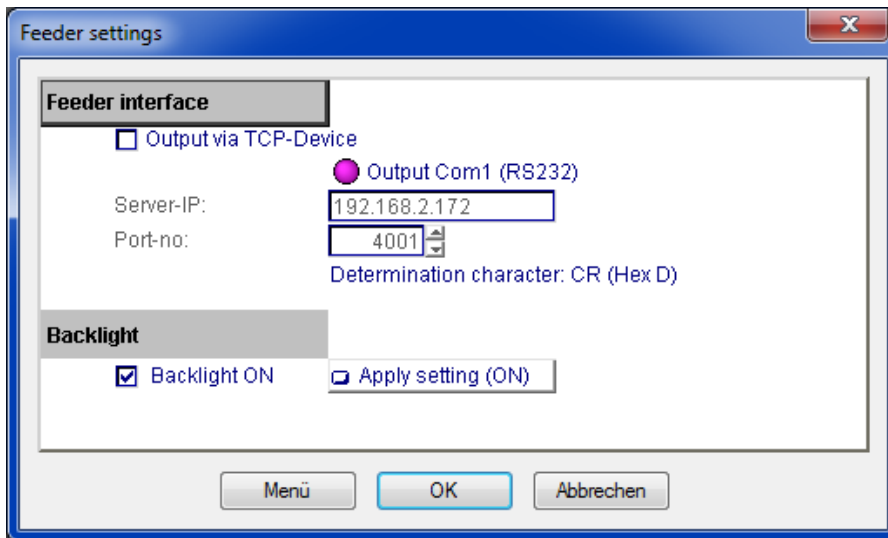 Feeder settings
Feeder interface
Output via TCP-Device
Output Com1 (RS232)
Server-IP: 192.168.2.172
Port-no: 4001
Determination character: CR (Hex D)
Backlight
Backlight ON Apply setting (ON)
Menü OK Abbrechen